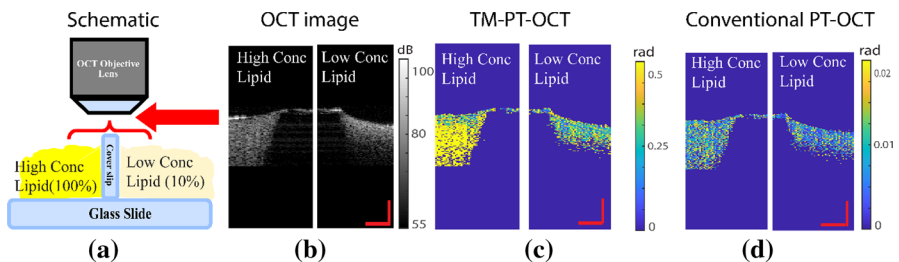 Schematic
OCT Objective
Lens
High Conc
Lipid(100%)
Cover slip
Low Conc
Lipid (10%)
Glass Slide
(a)
OCT image
High Conc
Lipid
Low Conc
Lipid
dB
100
80
55
(b)
TM-PT-OCT
High Conc
Lipid
Low Conc
Lipid
rad
0.5
0.25
0
(c)
Conventional PT-OCT
High Conc
Lipid
Low Conc
Lipid
rad
0.02
0.01
0
(d)